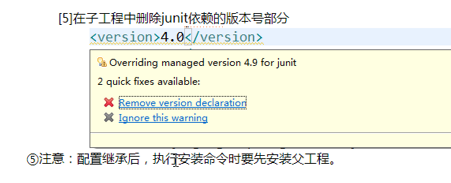 [5]在子工程中删除junit依赖的版本号部分
<version>4.0</version>
Overriding managed version 4.9 for junit
2 quick fixes available:
Remove version declaration
Ignore this warning
⑤注意：配置继承后，执行安装命令时要先安装父工程。